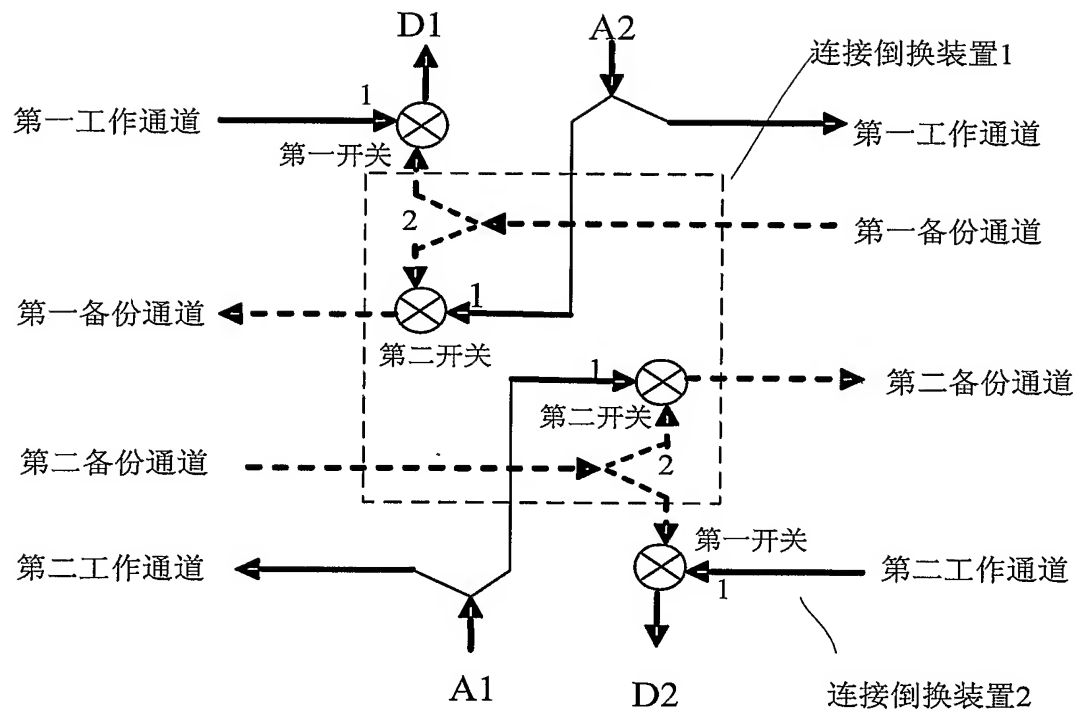 D1
A2
连接倒换装置1
第一工作通道
1
第一工作通道
第一开关
2
第一备份通道
第一备份通道
1
第二开关
1
第二备份通道
第二开关
第二备份通道
2
第一开关
第二工作通道
第二工作通道
1
A1
D2
连接倒换装置2